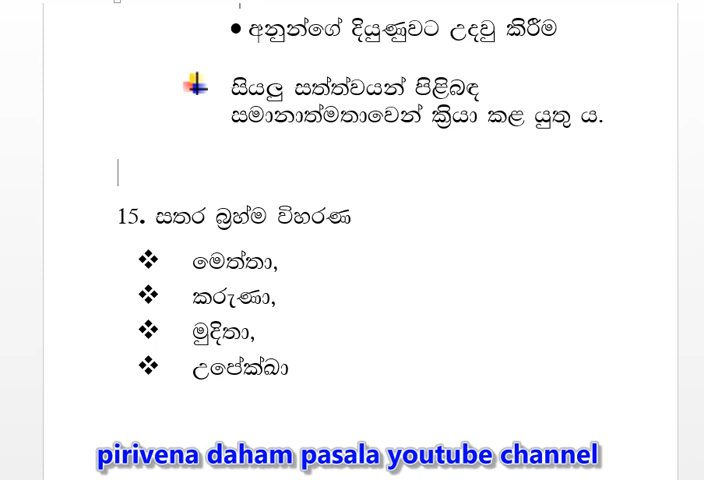 • අනුන්ගේ දියුණුවට උදවු කිරීම
සියලු සත්ත්වයන් පිළිබඳ
සමානාත්මතාවෙන් ක්‍රියා කළ යුතු ය.
15. සතර බ්‍රහ්ම විහරණ
❖ මෙත්තා,
❖ කරුණා,
❖ මුදිතා,
❖ උපේක්ඛා
pirivena daham pasala youtube channel